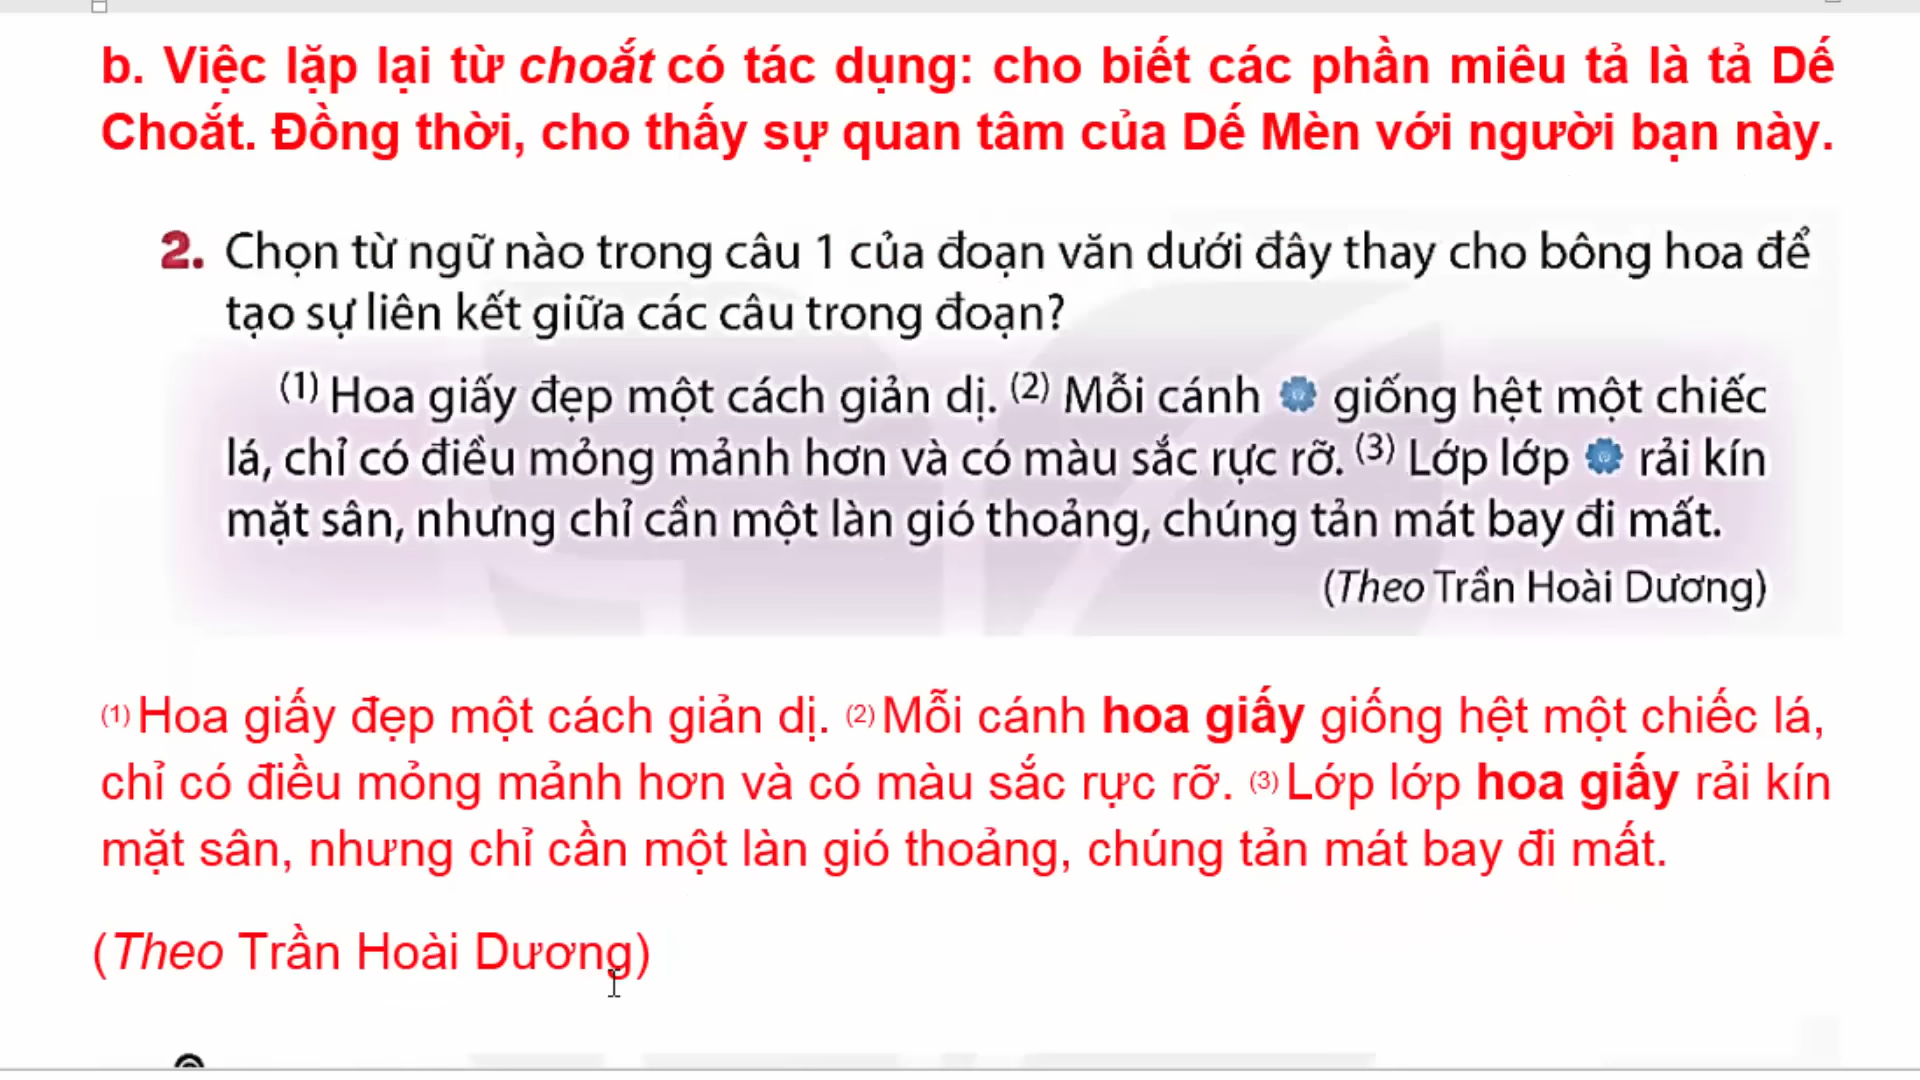 b. Việc lặp lại từ choắt có tác dụng: cho biết các phần miêu tả là tả Dế
Choắt. Đồng thời, cho thấy sự quan tâm của Dế Mèn với người bạn này.
2. Chọn từ ngữ nào trong câu 1 của đoạn văn dưới đây thay cho bông hoa để
tạo sự liên kết giữa các câu trong đoạn?
(1) Hoa giấy đẹp một cách giản dị. (2) Mỗi cánh giống hệt một chiếc
lá, chỉ có điều mỏng mảnh hơn và có màu sắc rực rỡ. (3) Lớp lớp rải kín
mặt sân, nhưng chỉ cần một làn gió thoảng, chúng tản mát bay đi mất.
(Theo Trần Hoài Dương)
(1) Hoa giấy đẹp một cách giản dị. (2) Mỗi cánh hoa giấy giống hệt một chiếc lá,
chỉ có điều mỏng mảnh hơn và có màu sắc rực rỡ. (3) Lớp lớp hoa giấy rải kín
mặt sân, nhưng chỉ cần một làn gió thoảng, chúng tản mát bay đi mất.
(Theo Trần Hoài Dương)